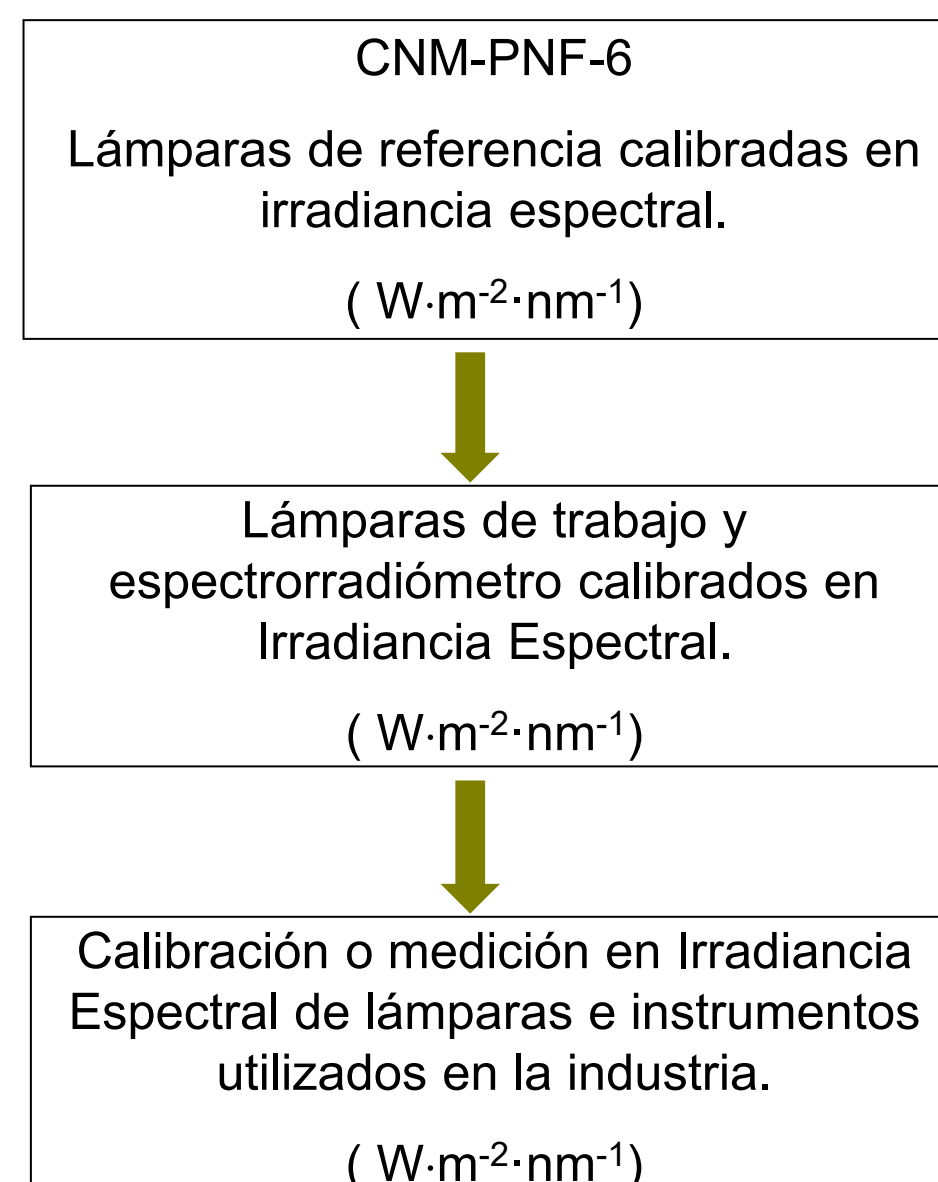 CNM-PNF-6
Lámparas de referencia calibradas en
irradiancia espectral.
( W·m⁻²·nm⁻¹)
Lámparas de trabajo y
espectrorradiómetro calibrados en
Irradiancia Espectral.
( W·m⁻²·nm⁻¹)
Calibración o medición en Irradiancia
Espectral de lámparas e instrumentos
utilizados en la industria.
( W·m⁻²·nm⁻¹)